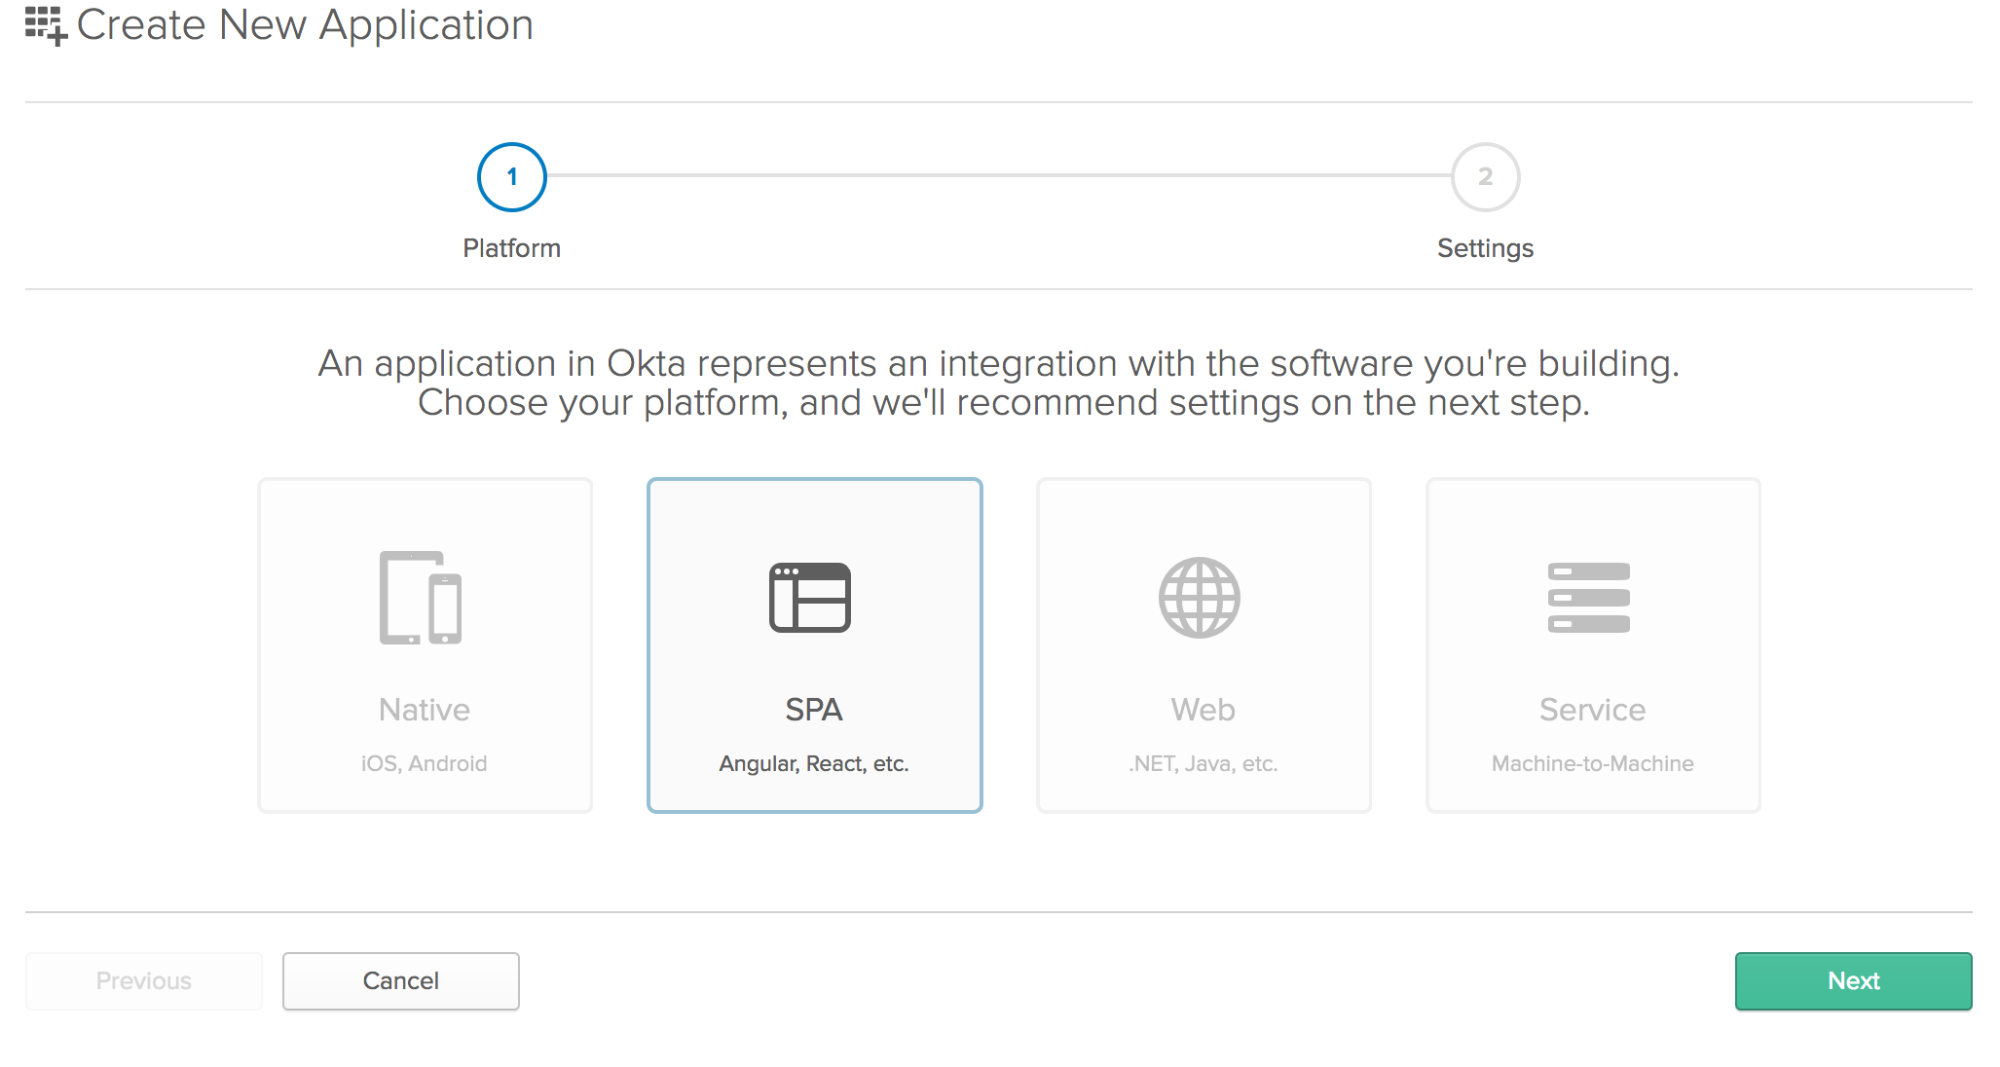 Create New Application
1
2
Platform
Settings
An application in Okta represents an integration with the software you're building.
Choose your platform, and we'll recommend settings on the next step.
Native
iOS, Android
SPA
Angular, React, etc.
Web
.NET, Java, etc.
Service
Machine-to-Machine
Previous
Cancel
Next